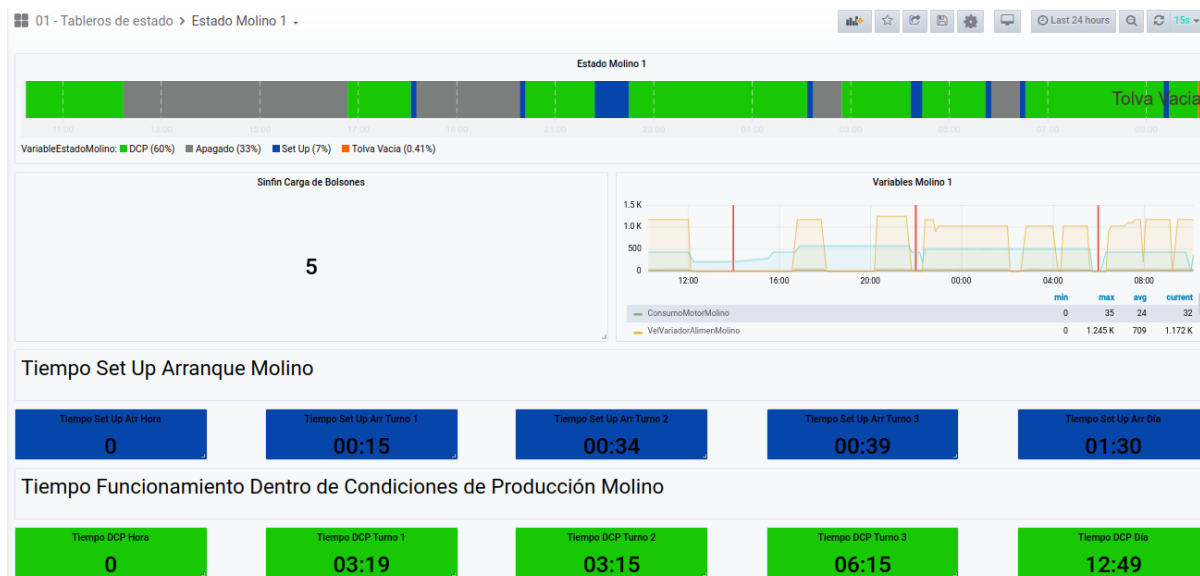 01 - Tableros de estado > Estado Molino 1
Last 24 hours 15s
Estado Molino 1
Tolva Vacia
11:00 13:00 15:00 17:00 19:00 21:00 23:00 01:00 03:00 05:00 07:00 09:00
VariableEstadoMolino: DCP (60%) Apagado (33%) Set Up (7%) Tolva Vacia (0.41%)
Sinfin Carga de Bolsones
5
Variables Molino 1
1.5 K
1.0 K
500
0
12:00 16:00 20:00 00:00 04:00 08:00
min max avg current
ConsumoMotorMolino 0 35 24 32
VelVariadorAlimenMolino 0 1.245 K 709 1.172 K
Tiempo Set Up Arranque Molino
Tiempo Set Up Arr Hora
0
Tiempo Set Up Arr Turno 1
00:15
Tiempo Set Up Arr Turno 2
00:34
Tiempo Set Up Arr Turno 3
00:39
Tiempo Set Up Arr Dia
01:30
Tiempo Funcionamiento Dentro de Condiciones de Producción Molino
Tiempo DCP Hora
0
Tiempo DCP Turno 1
03:19
Tiempo DCP Turno 2
03:15
Tiempo DCP Turno 3
06:15
Tiempo DCP Dia
12:49